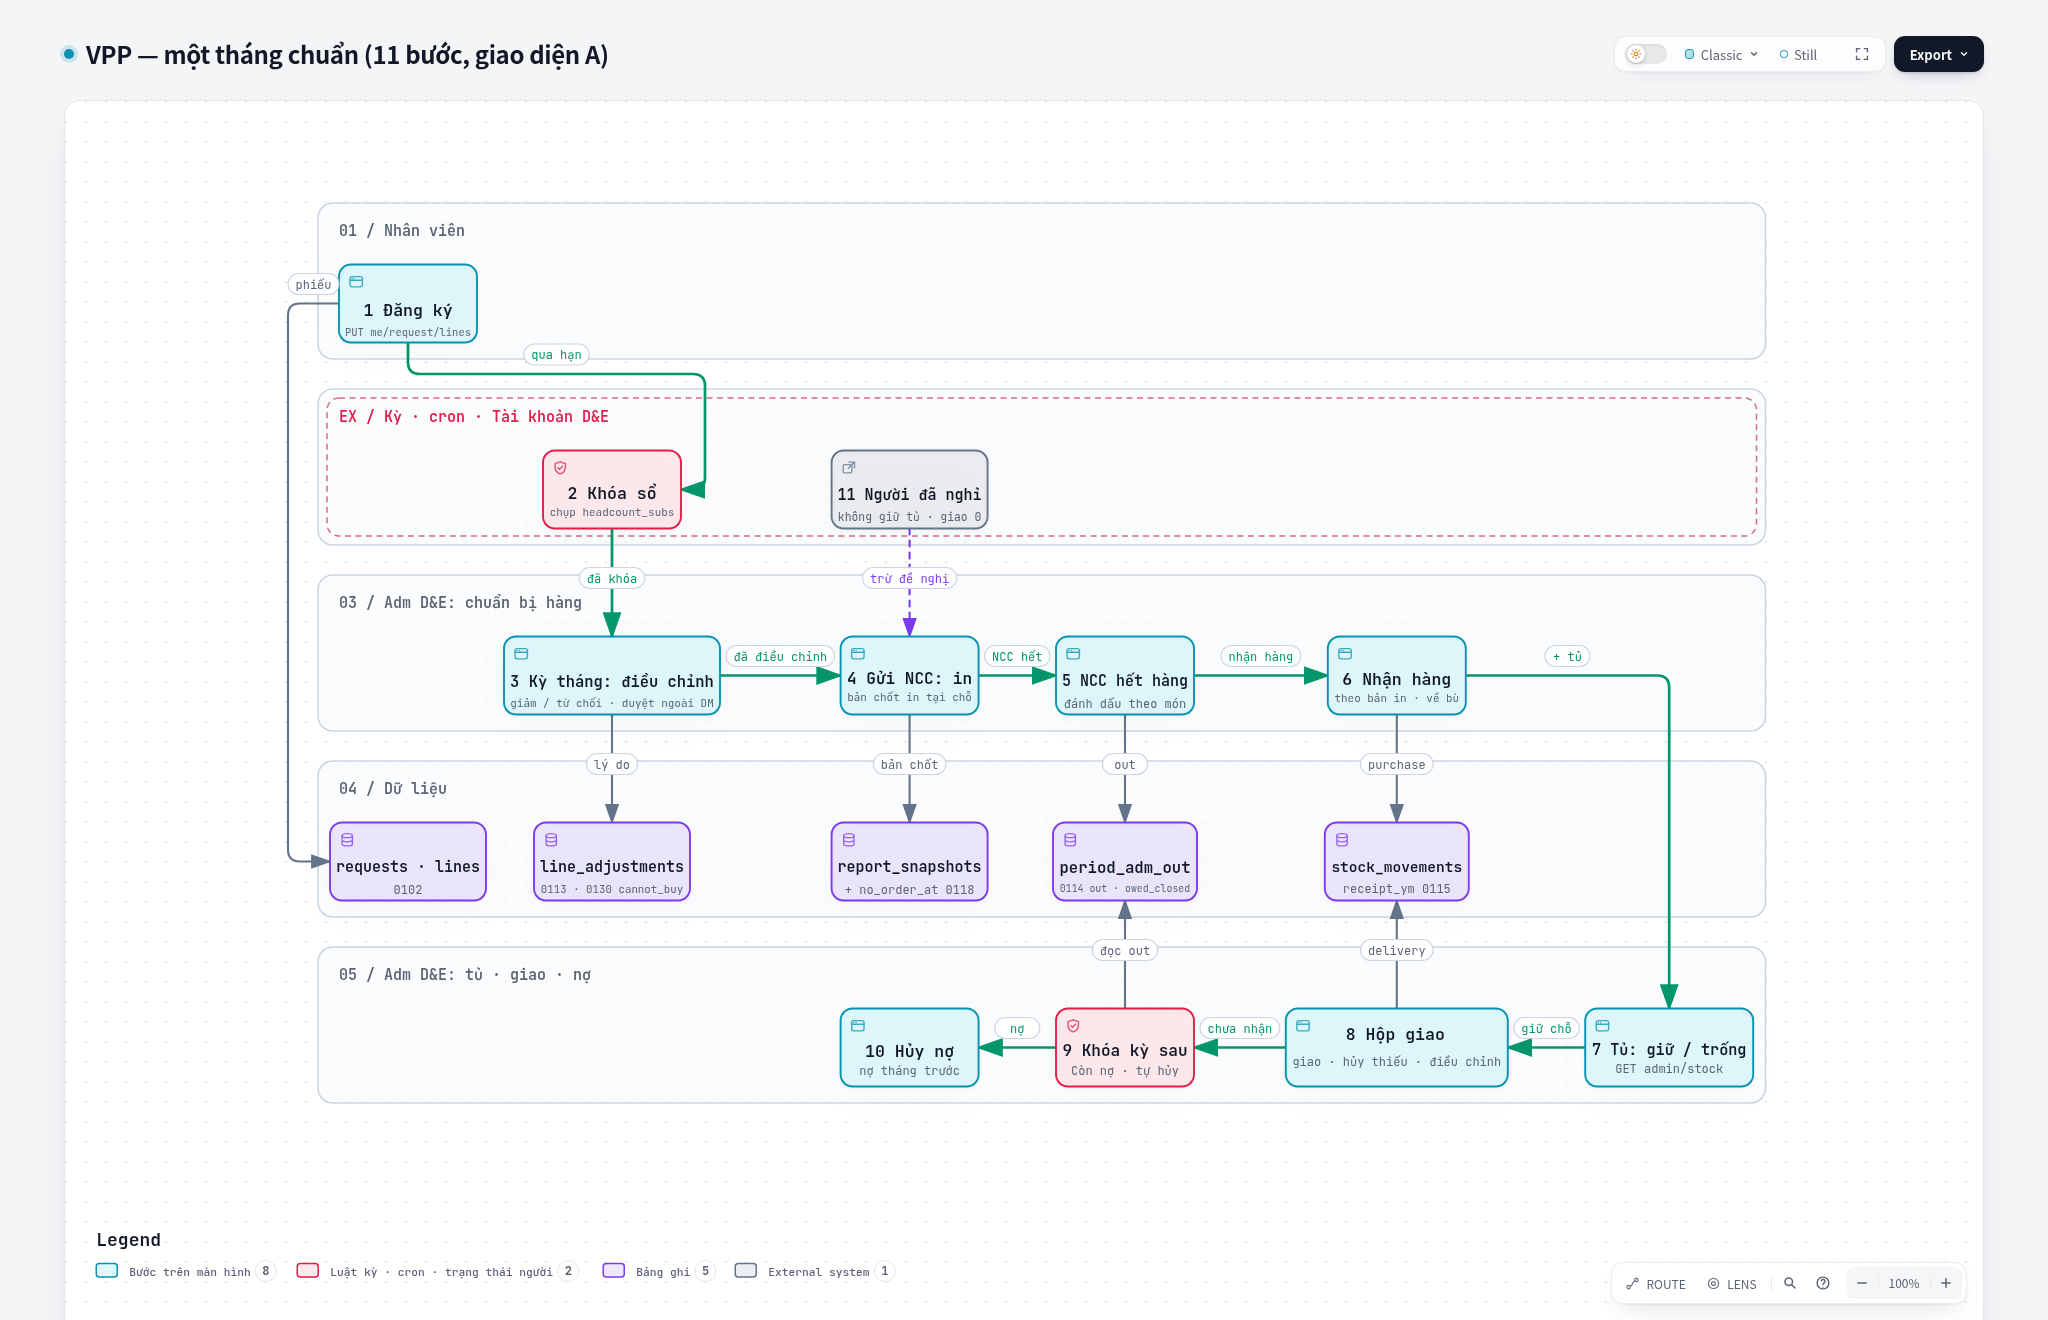 VPP — một tháng chuẩn (11 bước, giao diện A)
Classic
Still
Export
01 / Nhân viên
phiếu
1 Đăng ký
PUT me/request/lines
qua hạn
EX / Kỳ · cron · Tài khoản D&E
2 Khóa sổ
chụp headcount_subs
11 Người đã nghỉ
không giữ tủ · giao 0
đã khóa
trừ đề nghị
03 / Adm D&E: chuẩn bị hàng
3 Kỳ tháng: điều chỉnh
giảm / từ chối · duyệt ngoài DM
đã điều chỉnh
4 Gửi NCC: in
bản chốt in tại chỗ
NCC hết
5 NCC hết hàng
đánh dấu theo món
nhận hàng
6 Nhận hàng
theo bản in · về bù
+ tủ
lý do
bản chốt
out
purchase
04 / Dữ liệu
requests · lines
0102
line_adjustments
0113 · 0130 cannot_buy
report_snapshots
+ no_order_at 0118
period_adm_out
0114 out · owed_closed
stock_movements
receipt_ym 0115
đọc out
delivery
05 / Adm D&E: tủ · giao · nợ
10 Hủy nợ
nợ tháng trước
nợ
9 Khóa kỳ sau
Còn nợ · tự hủy
chưa nhận
8 Hộp giao
giao · hủy thiếu · điều chỉnh
giữ chỗ
7 Tủ: giữ / trống
GET admin/stock
Legend
Bước trên màn hình 8
Luật kỳ · cron · trạng thái người 2
Bảng ghi 5
External system 1
ROUTE
LENS
100%